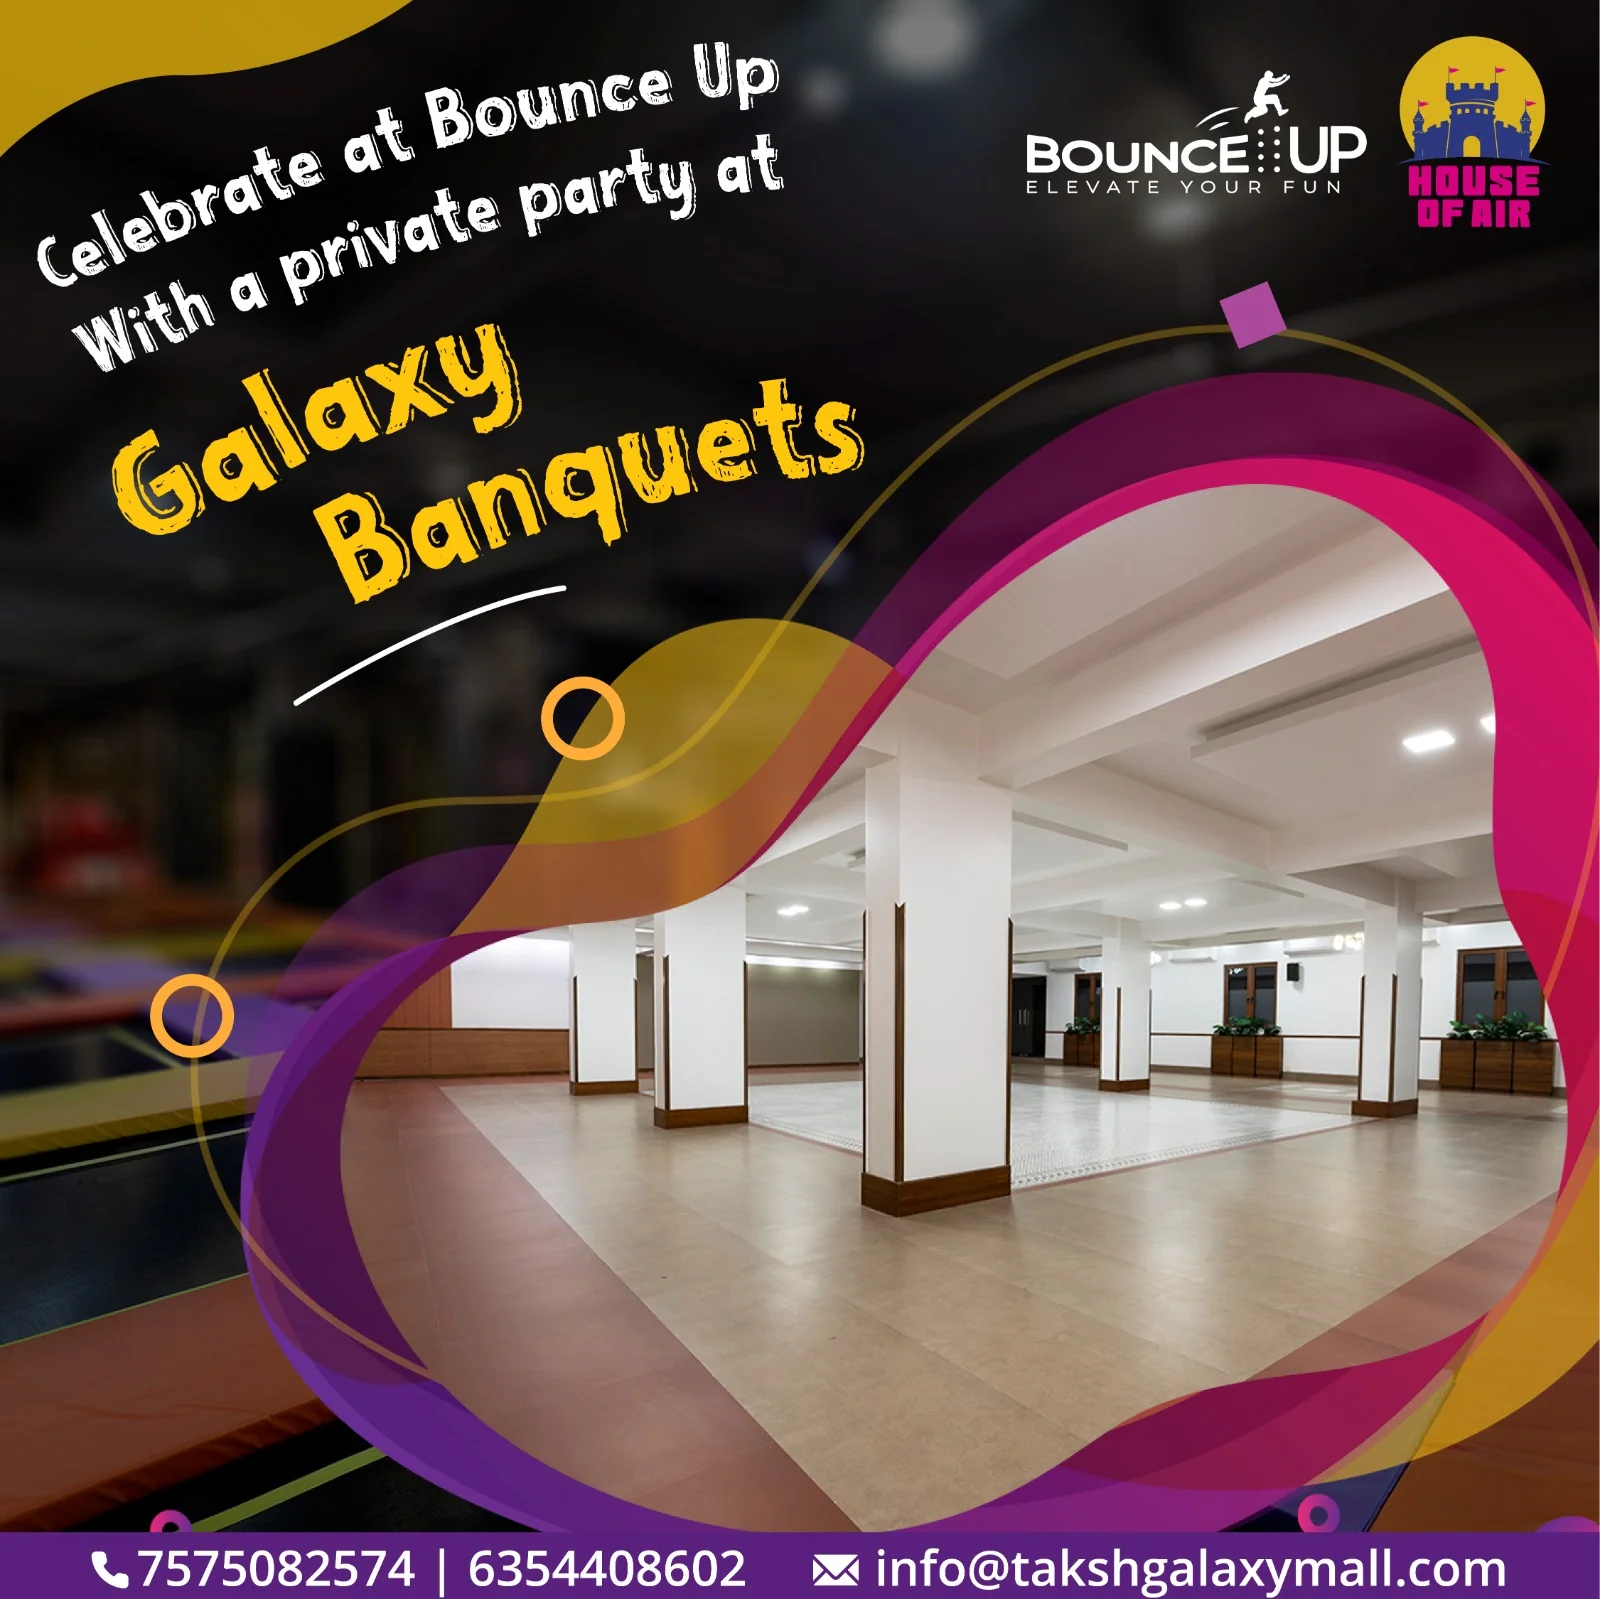 Celebrate at Bounce Up
With a private party at
Galaxy
Banquets
BOUNCE UP
ELEVATE YOUR FUN
HOUSE
OF AIR
7575082574 | 6354408602
info@takshgalaxymall.com